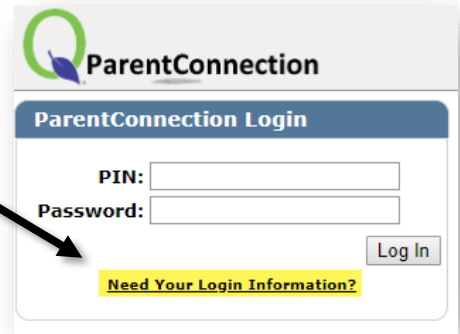 ParentConnection
ParentConnection Login
PIN:
Password:
Log In
Need Your Login Information?